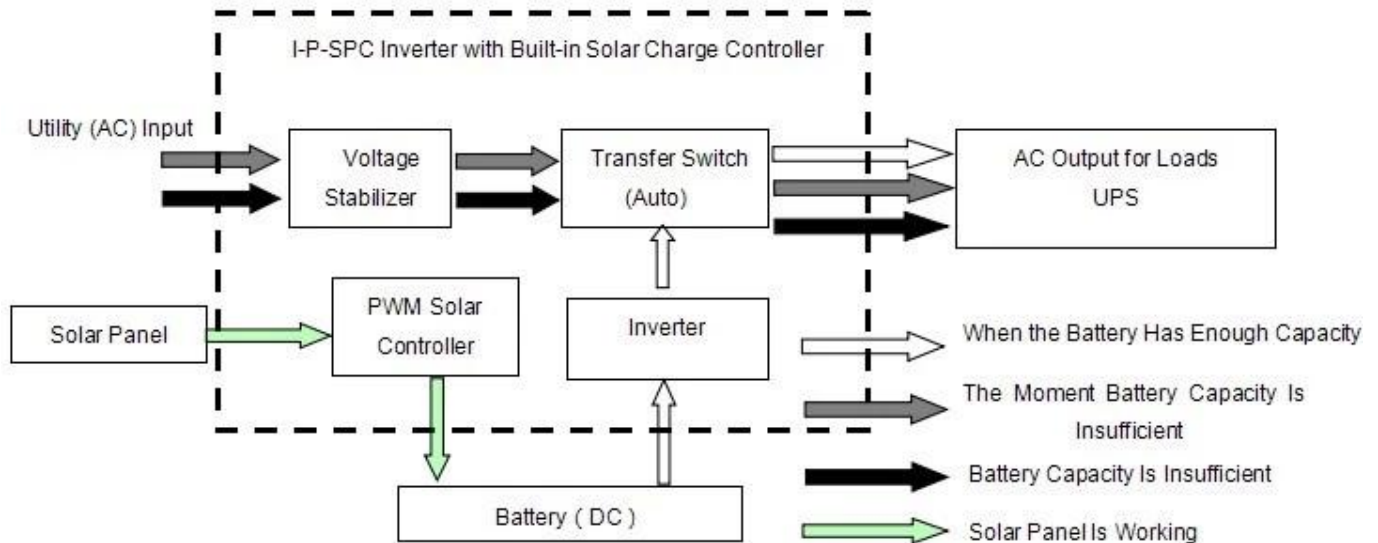 I-P-SPC Inverter with Built-in Solar Charge Controller
Utility (AC) Input
Voltage
Stabilizer
Transfer Switch
(Auto)
AC Output for Loads
UPS
Solar Panel
PWM Solar
Controller
Inverter
Battery ( DC )
When the Battery Has Enough Capacity
The Moment Battery Capacity Is
Insufficient
Battery Capacity Is Insufficient
Solar Panel Is Working